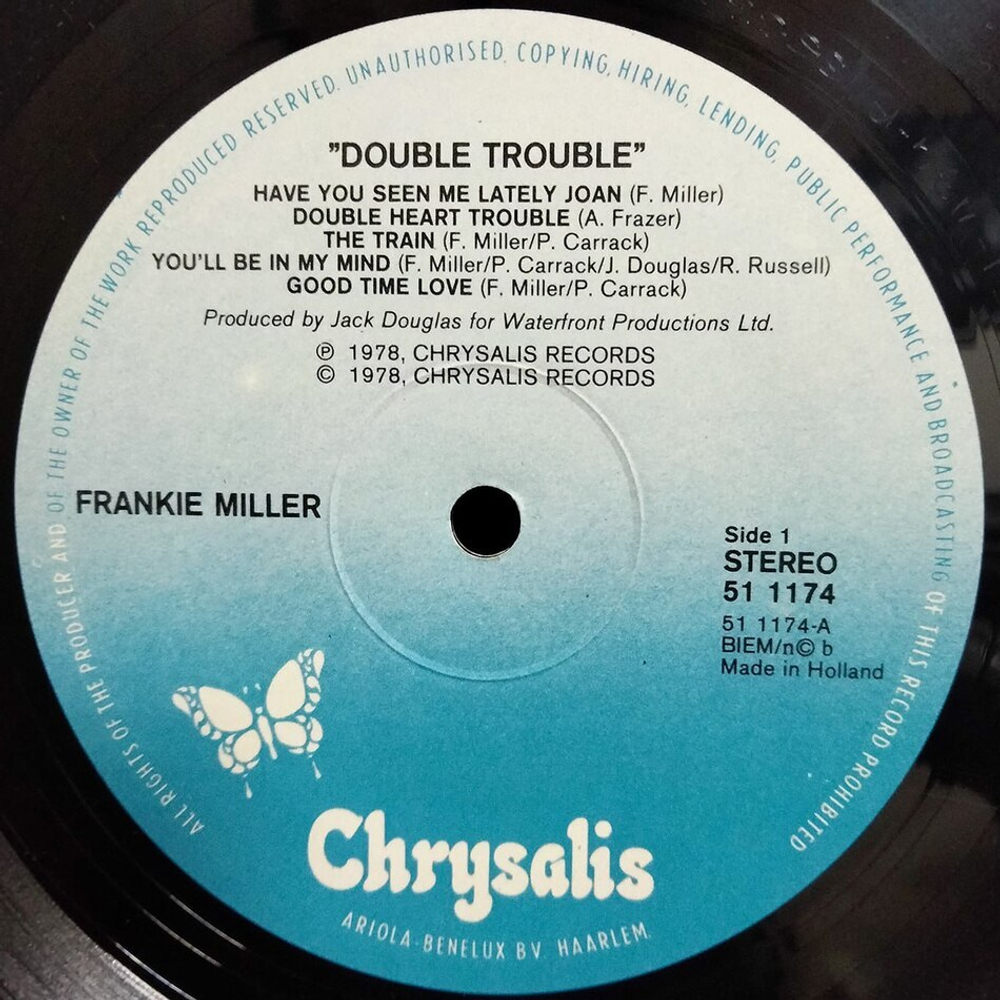 ALL RIGHTS OF THE PRODUCER AND OF THE OWNER OF THE WORK REPRODUCED RESERVED. UNAUTHORISED, COPYING, HIRING, LENDING, PUBLIC PERFORMANCE AND BROADCASTING OF THIS RECORD PROHIBITED
"DOUBLE TROUBLE"
HAVE YOU SEEN ME LATELY JOAN (F. Miller)
DOUBLE HEART TROUBLE (A. Frazer)
THE TRAIN (F. Miller/P. Carrack)
YOU'LL BE IN MY MIND (F. Miller/P. Carrack/J. Douglas/R. Russell)
GOOD TIME LOVE (F. Miller/P. Carrack)
Produced by Jack Douglas for Waterfront Productions Ltd.
℗ 1978, CHRYSALIS RECORDS
© 1978, CHRYSALIS RECORDS
FRANKIE MILLER
Side 1
STEREO
51 1174
51 1174-A
BIEM/n© b
Made in Holland
Chrysalis
ARIOLA-BENELUX BV. HAARLEM.